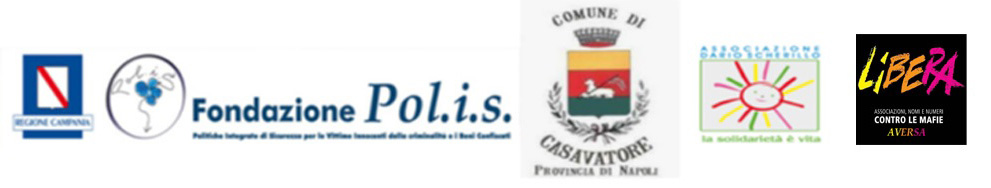 REGIONE CAMPANIA
Pol.i.S
Fondazione Pol.i.s.
Politiche Integrate di Sicurezza per le Vittime Innocenti della criminalità e i Beni Confiscati
COMUNE DI
CASAVATORE
PROVINCIA DI NAPOLI
ASSOCIAZIONE
DARIO SCHERILLO
la solidarietà è vita
LiBERA
ASSOCIAZIONI, NOMI E NUMERI
CONTRO LE MAFIE
AVERSA